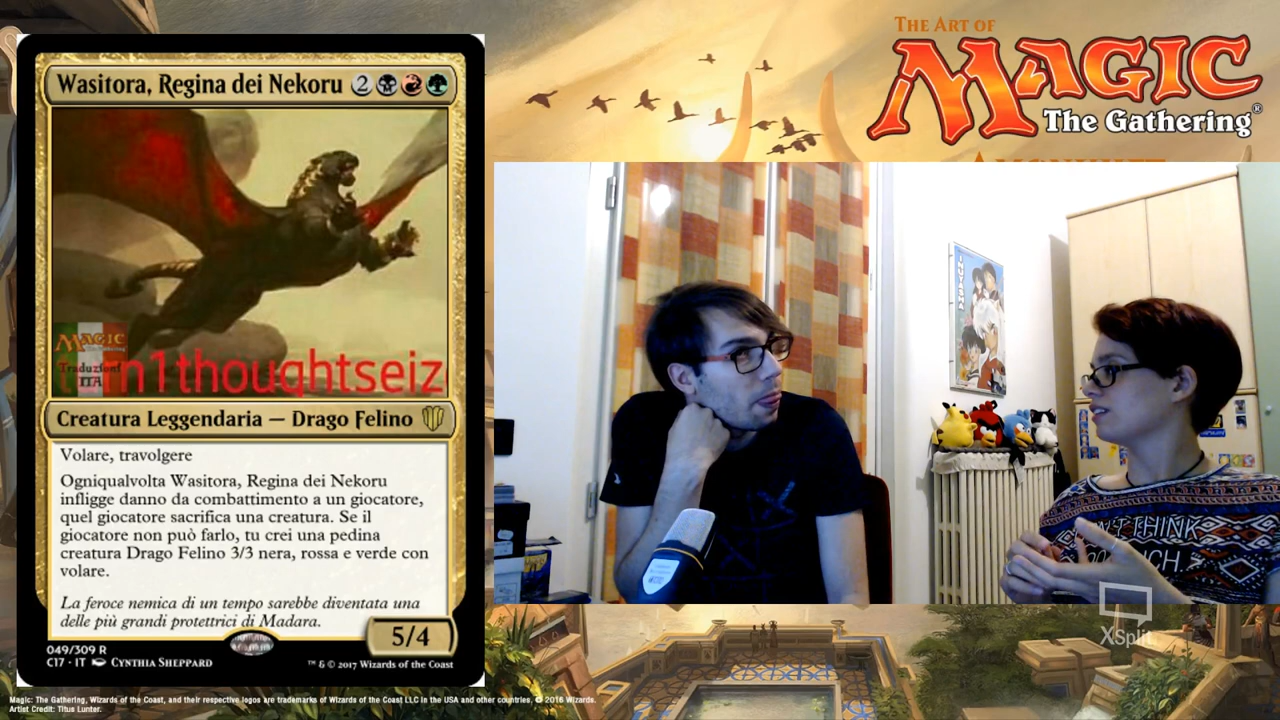 Wasitora, Regina dei Nekoru 2
MAGIC
Traduzioni
ITA
rn1thoughtseiz
Creatura Leggendaria — Drago Felino
Volare, travolgere
Ogniqualvolta Wasitora, Regina dei Nekoru
infligge danno da combattimento a un giocatore,
quel giocatore sacrifica una creatura. Se il
giocatore non può farlo, tu crei una pedina
creatura Drago Felino 3/3 nera, rossa e verde con
volare.
La feroce nemica di un tempo sarebbe diventata una
delle più grandi protettrici di Madara.
5/4
049/309 R
C17 - IT Cynthia Sheppard
™ & © 2017 Wizards of the Coast
The Art of
Magic
The Gathering®
INUYASHA
N'T THINK
CH.
XSplit
Magic: The Gathering, Wizards of the Coast, and their respective logos are trademarks of Wizards of the Coast LLC in the USA and other countries. © 2016 Wizards.
Artist Credit: Titus Lunter.